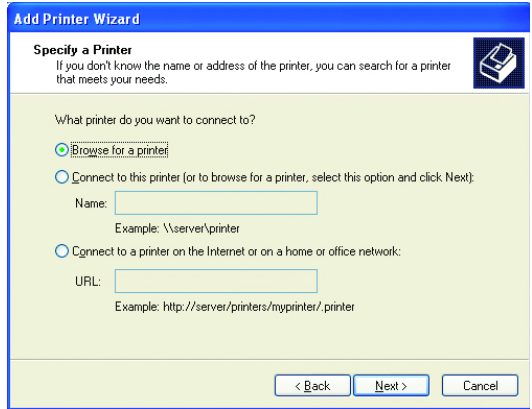 Add Printer Wizard
Specify a Printer
If you don't know the name or address of the printer, you can search for a printer
that meets your needs.
What printer do you want to connect to?
Browse for a printer
Connect to this printer (or to browse for a printer, select this option and click Next):
Name:
Example: \\server\printer
Connect to a printer on the Internet or on a home or office network:
URL:
Example: http://server/printers/myprinter/.printer
< Back
Next >
Cancel